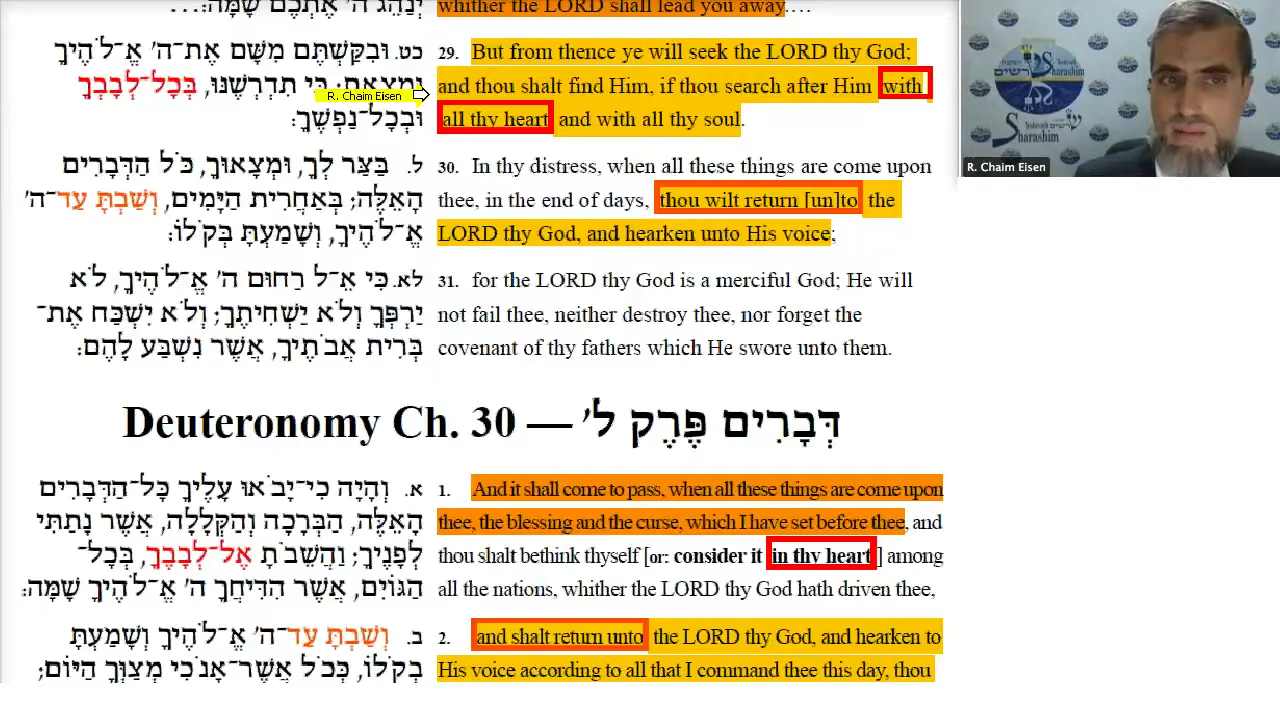 יְנַהֵג ה' אֶתְכֶם שָׁמָּה:...
whither the LORD shall lead you away....
כט. וּבִקַּשְׁתֶּם מִשָּׁם אֶת־ה' אֱ־לֹהֶיךָ
וּמָצָאתָ; כִּי תִדְרְשֶׁנּוּ, בְּכָל־לְבָבְךָ
וּבְכָל־נַפְשֶׁךָ:
29. But from thence ye will seek the LORD thy God;
and thou shalt find Him, if thou search after Him with
all thy heart and with all thy soul.
R. Chaim Eisen
ל. בַּצַּר לְךָ, וּמְצָאוּךָ, כֹּל הַדְּבָרִים
הָאֵלֶּה; בְּאַחֲרִית הַיָּמִים, וְשַׁבְתָּ עַד־ה'
אֱ־לֹהֶיךָ, וְשָׁמַעְתָּ בְּקֹלוֹ:
30. In thy distress, when all these things are come upon
thee, in the end of days, thou wilt return [un]to the
LORD thy God, and hearken unto His voice;
לא. כִּי אֵ־ל רַחוּם ה' אֱ־לֹהֶיךָ, לֹא
יַרְפְּךָ וְלֹא יַשְׁחִיתֶךָ; וְלֹא יִשְׁכַּח אֶת־
בְּרִית אֲבֹתֶיךָ, אֲשֶׁר נִשְׁבַּע לָהֶם:
31. for the LORD thy God is a merciful God; He will
not fail thee, neither destroy thee, nor forget the
covenant of thy fathers which He swore unto them.
Deuteronomy Ch. 30 — דְּבָרִים פֶּרֶק ל'
א. וְהָיָה כִי־יָבֹאוּ עָלֶיךָ כָּל־הַדְּבָרִים
הָאֵלֶּה, הַבְּרָכָה וְהַקְּלָלָה, אֲשֶׁר נָתַתִּי
לְפָנֶיךָ; וַהֲשֵׁבֹתָ אֶל־לְבָבֶךָ, בְּכָל־
הַגּוֹיִם, אֲשֶׁר הִדִּיחֲךָ ה' אֱ־לֹהֶיךָ שָׁמָּה:
1. And it shall come to pass, when all these things are come upon
thee, the blessing and the curse, which I have set before thee, and
thou shalt bethink thyself [or: consider it in thy heart] among
all the nations, whither the LORD thy God hath driven thee,
ב. וְשַׁבְתָּ עַד־ה' אֱ־לֹהֶיךָ וְשָׁמַעְתָּ
בְקֹלוֹ, כְּכֹל אֲשֶׁר־אָנֹכִי מְצַוְּךָ הַיּוֹם;
2. and shalt return unto the LORD thy God, and hearken to
His voice according to all that I command thee this day, thou
Yeshivat
Sharashim
Sharashim
R. Chaim Eisen